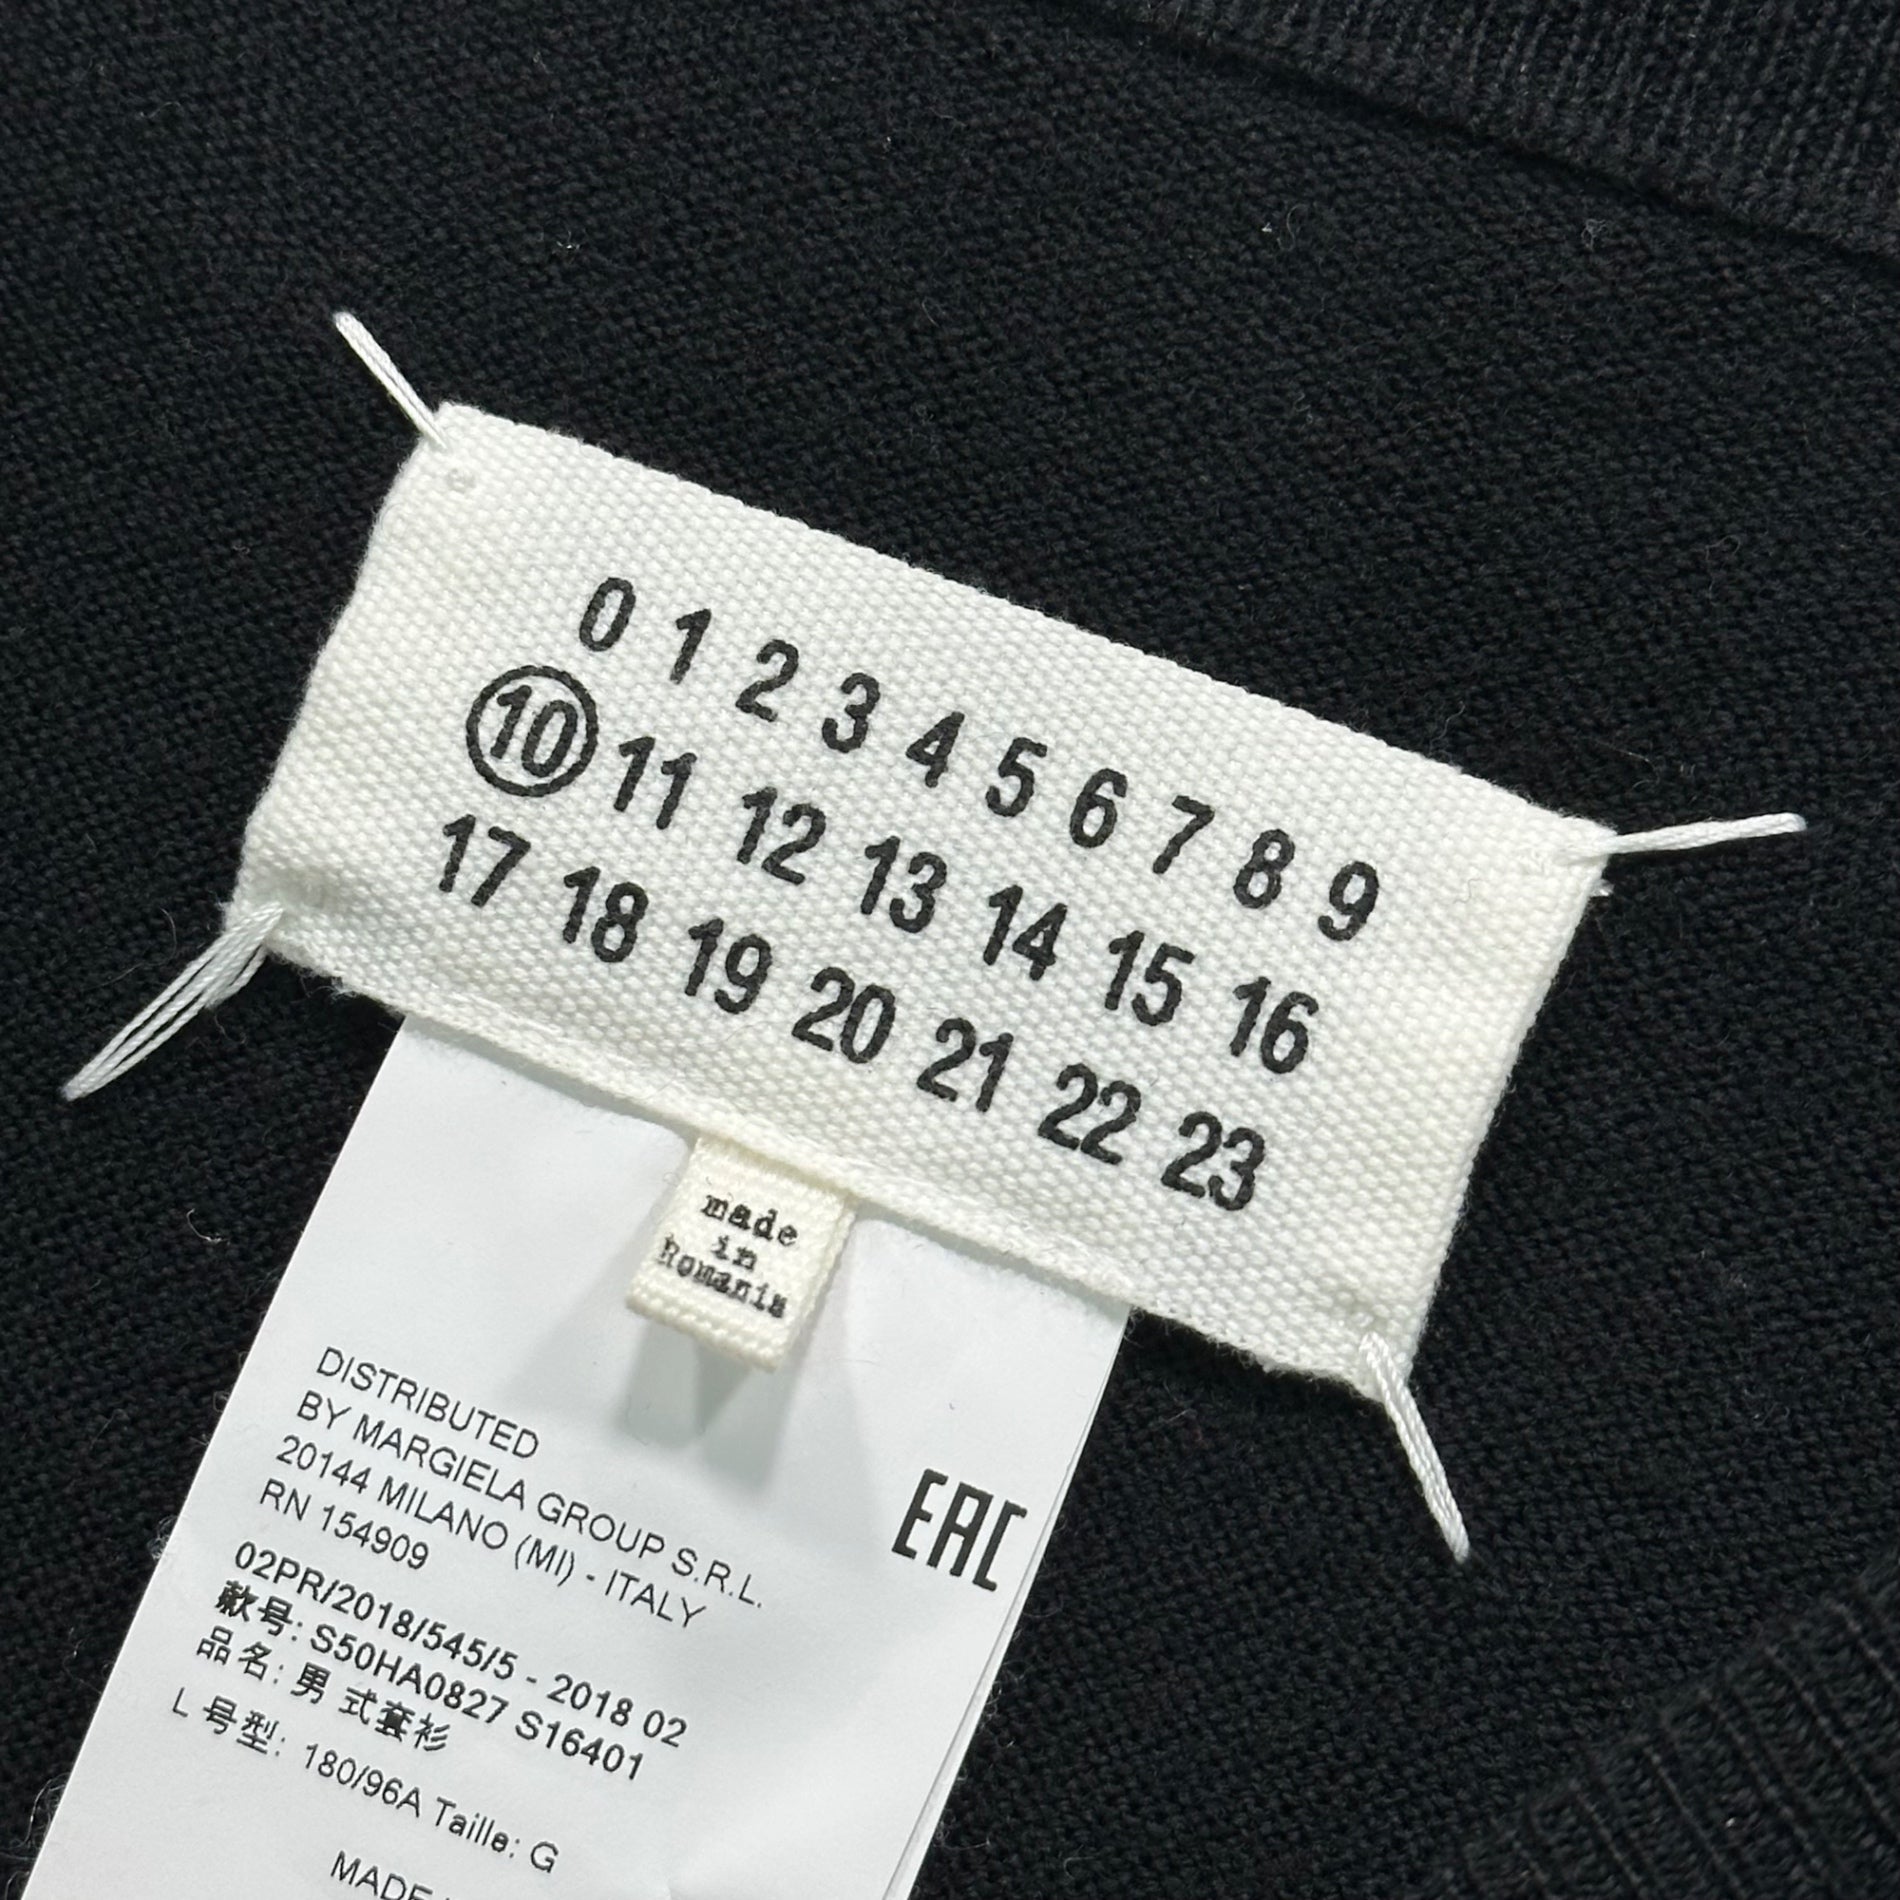 0 1 2 3 4 5 6 7 8 9
10 11 12 13 14 15 16
17 18 19 20 21 22 23
made
in
Romania
DISTRIBUTED
BY MARGIELA GROUP S.R.L.
20144 MILANO (MI) - ITALY
RN 154909
EAC
02PR/2018/545/5 - 2018 02
款号: S50HA0827 S16401
品名: 男 式套衫
L 号型: 180/96A Taille: G
MADE